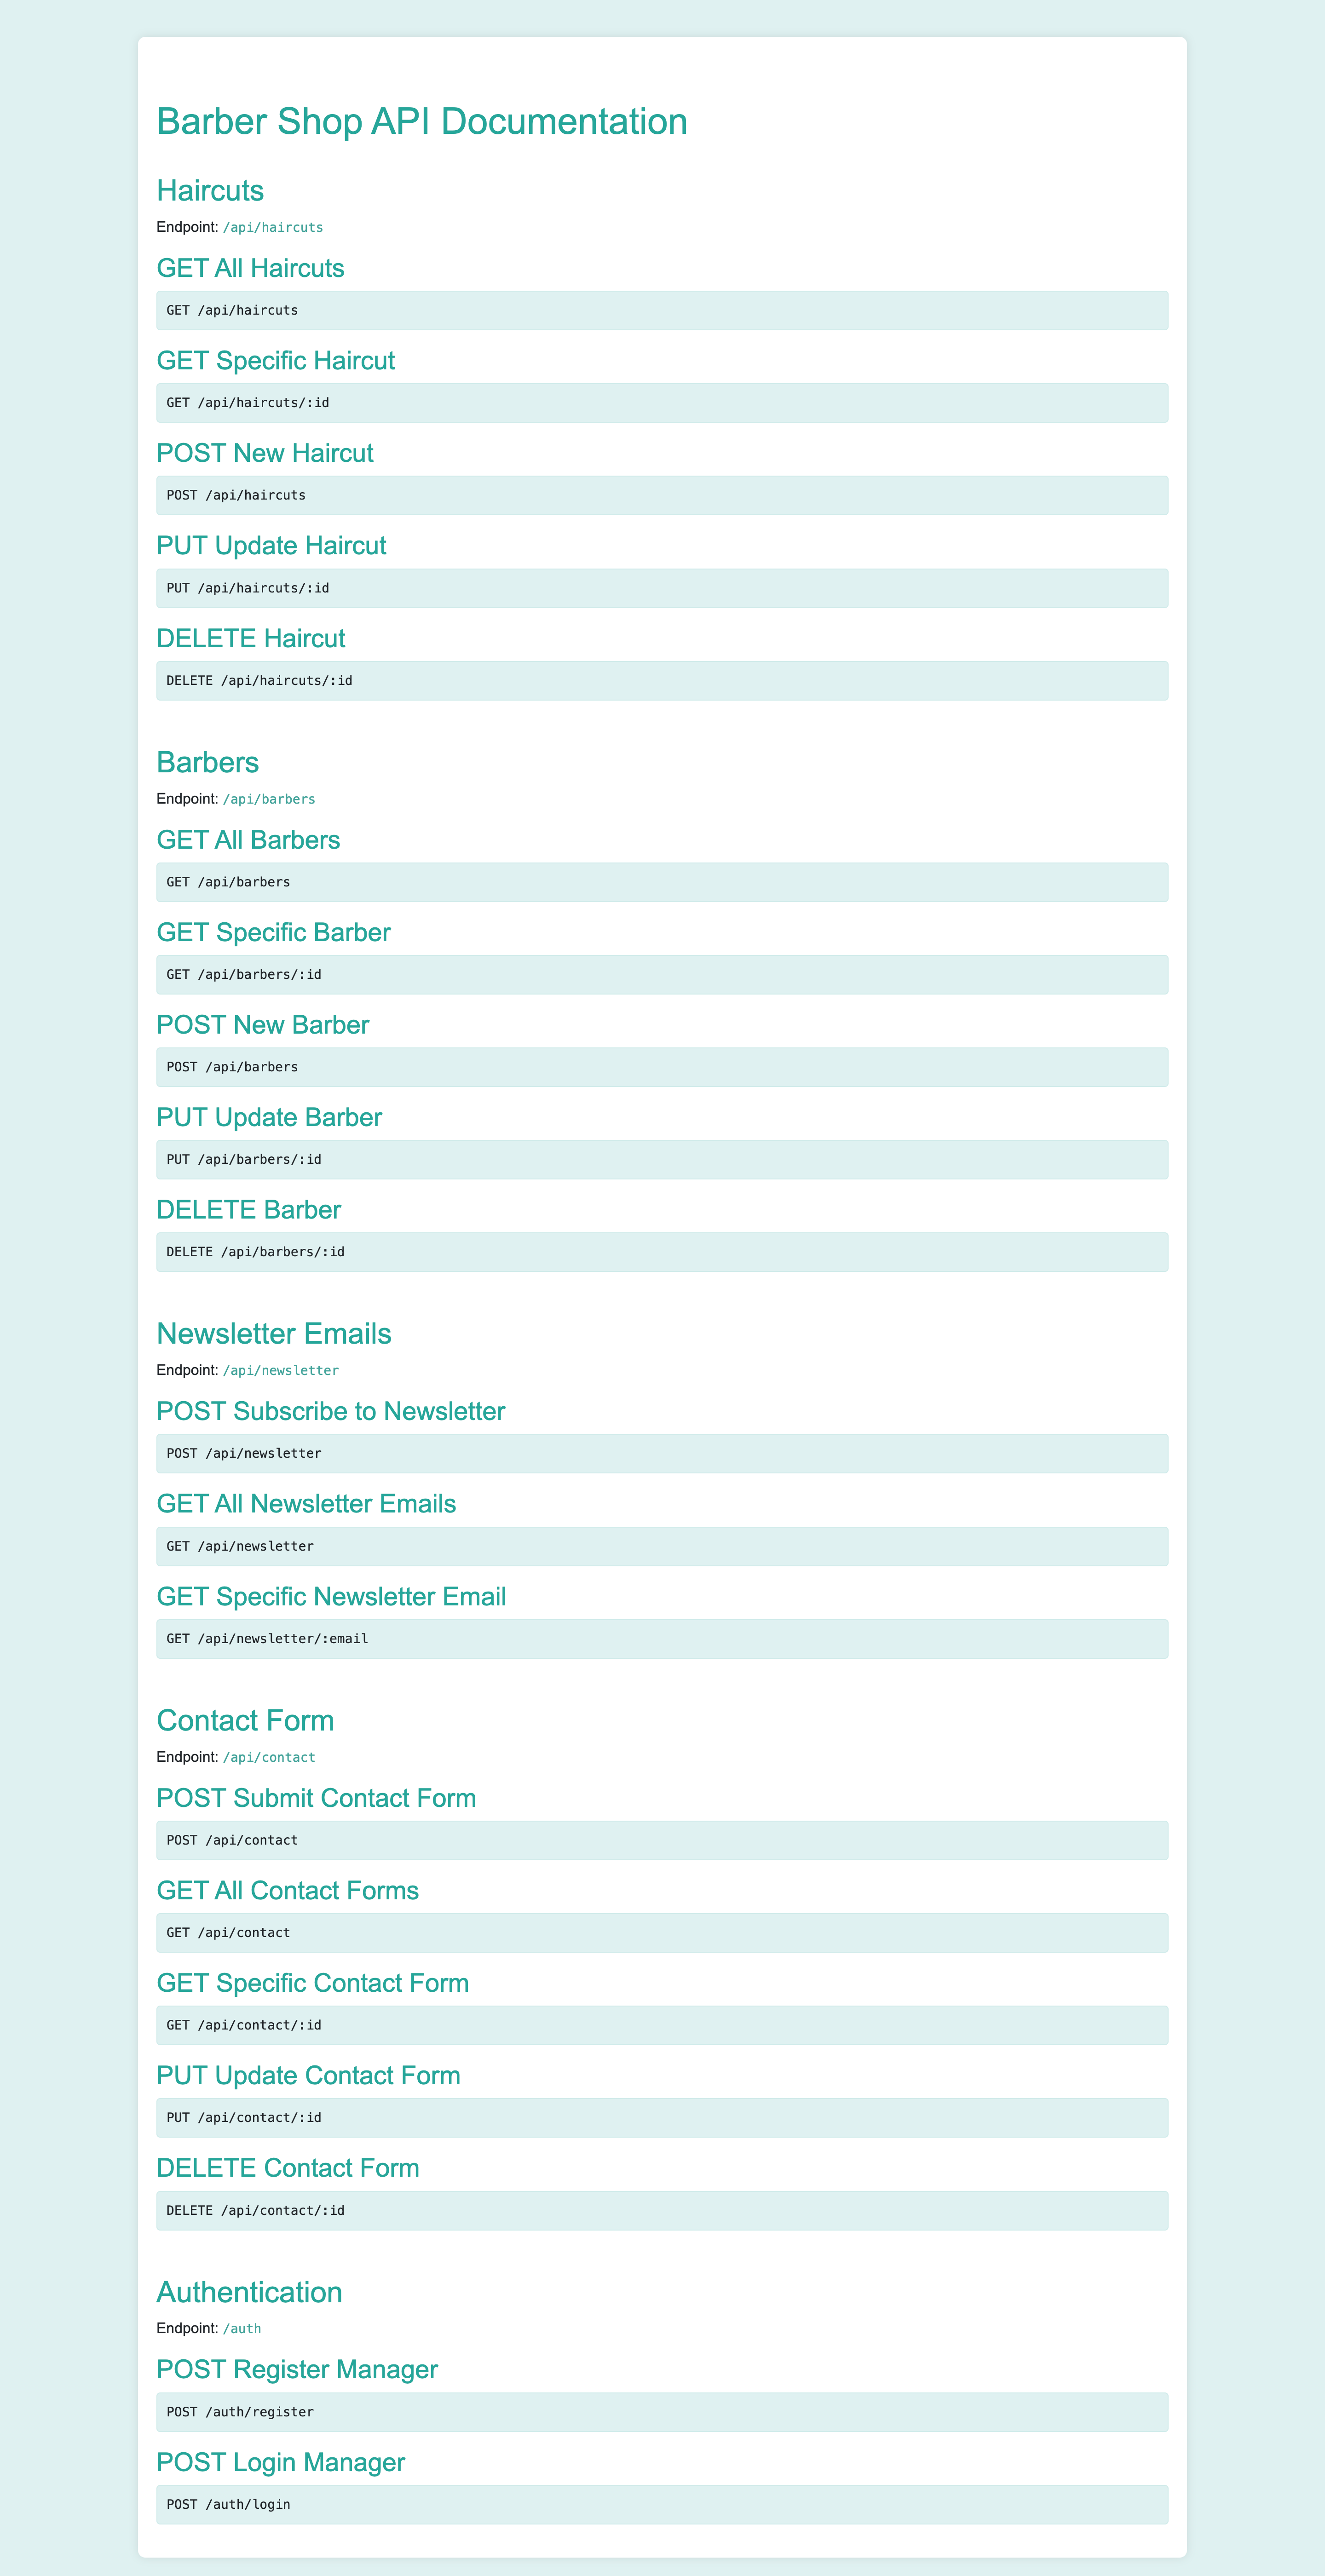 Barber Shop API Documentation
Haircuts
Endpoint: /api/haircuts
GET All Haircuts
GET /api/haircuts
GET Specific Haircut
GET /api/haircuts/:id
POST New Haircut
POST /api/haircuts
PUT Update Haircut
PUT /api/haircuts/:id
DELETE Haircut
DELETE /api/haircuts/:id
Barbers
Endpoint: /api/barbers
GET All Barbers
GET /api/barbers
GET Specific Barber
GET /api/barbers/:id
POST New Barber
POST /api/barbers
PUT Update Barber
PUT /api/barbers/:id
DELETE Barber
DELETE /api/barbers/:id
Newsletter Emails
Endpoint: /api/newsletter
POST Subscribe to Newsletter
POST /api/newsletter
GET All Newsletter Emails
GET /api/newsletter
GET Specific Newsletter Email
GET /api/newsletter/:email
Contact Form
Endpoint: /api/contact
POST Submit Contact Form
POST /api/contact
GET All Contact Forms
GET /api/contact
GET Specific Contact Form
GET /api/contact/:id
PUT Update Contact Form
PUT /api/contact/:id
DELETE Contact Form
DELETE /api/contact/:id
Authentication
Endpoint: /auth
POST Register Manager
POST /auth/register
POST Login Manager
POST /auth/login